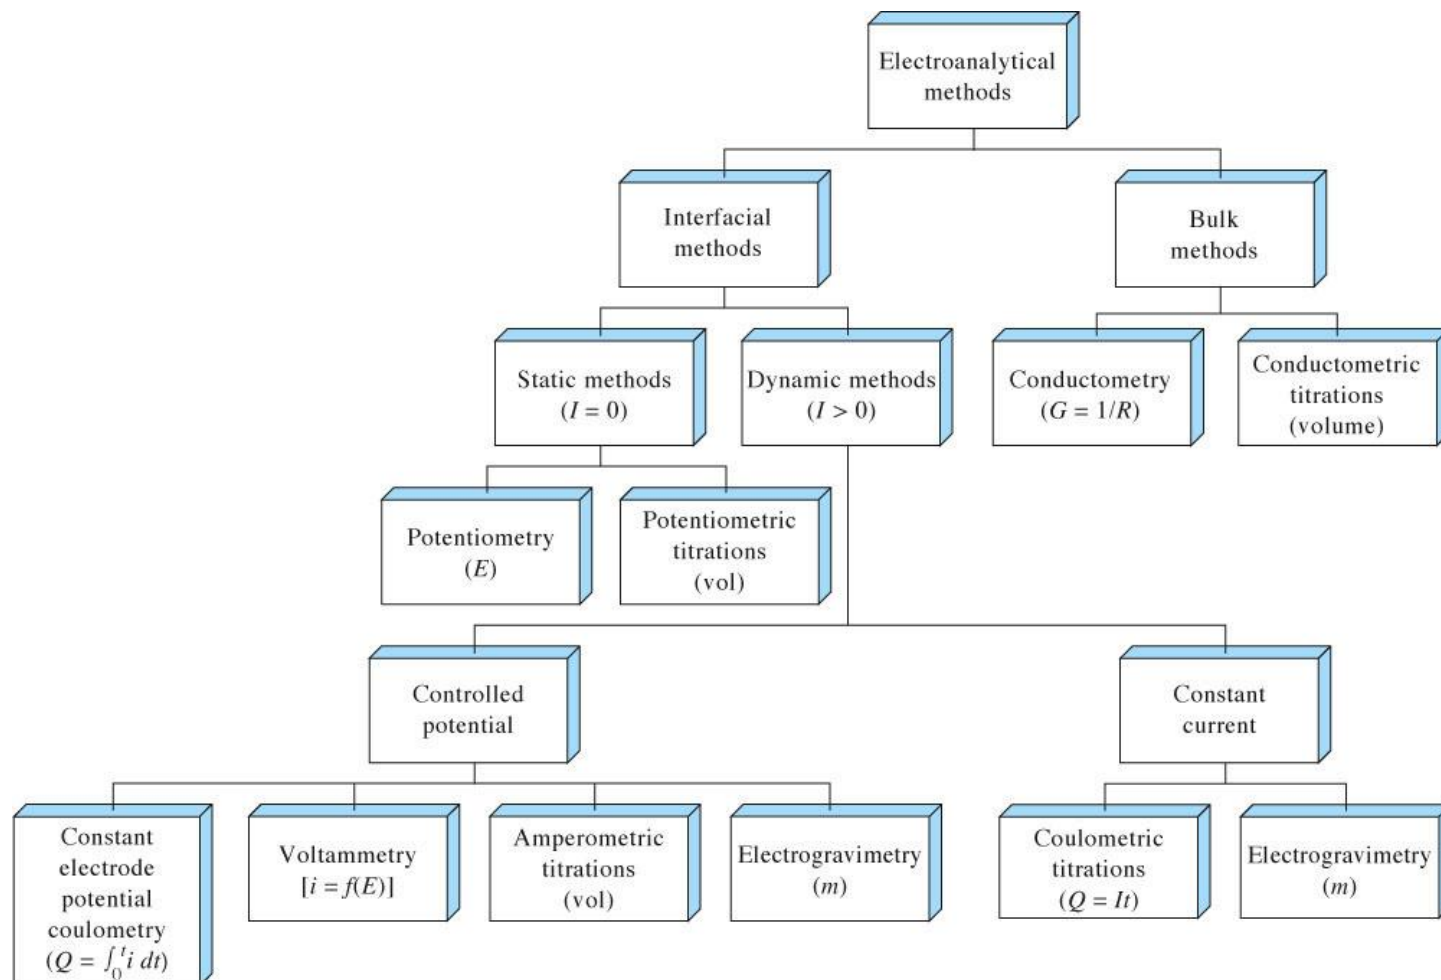 Electroanalytical
methods
Interfacial
methods
Bulk
methods
Static methods
(I = 0)
Dynamic methods
(I > 0)
Conductometry
(G = 1/R)
Conductometric
titrations
(volume)
Potentiometry
(E)
Potentiometric
titrations
(vol)
Controlled
potential
Constant
current
Constant
electrode
potential
coulometry
(Q = ∫₀ᵗ i dt)
Voltammetry
[i = f(E)]
Amperometric
titrations
(vol)
Electrogravimetry
(m)
Coulometric
titrations
(Q = It)
Electrogravimetry
(m)